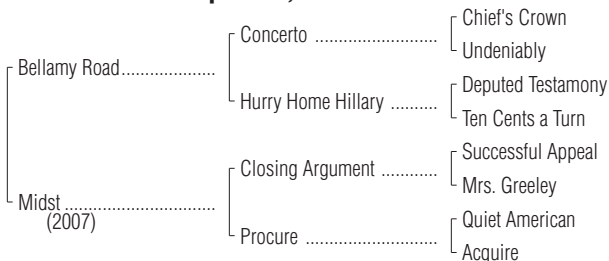 Chief's Crown
Concerto ........................
Undeniably
Bellamy Road...................
Deputed Testamony
Hurry Home Hillary ..........
Ten Cents a Turn
Successful Appeal
Closing Argument ............
Mrs. Greeley
Midst ..............................
(2007)
Quiet American
Procure ..........................
Acquire